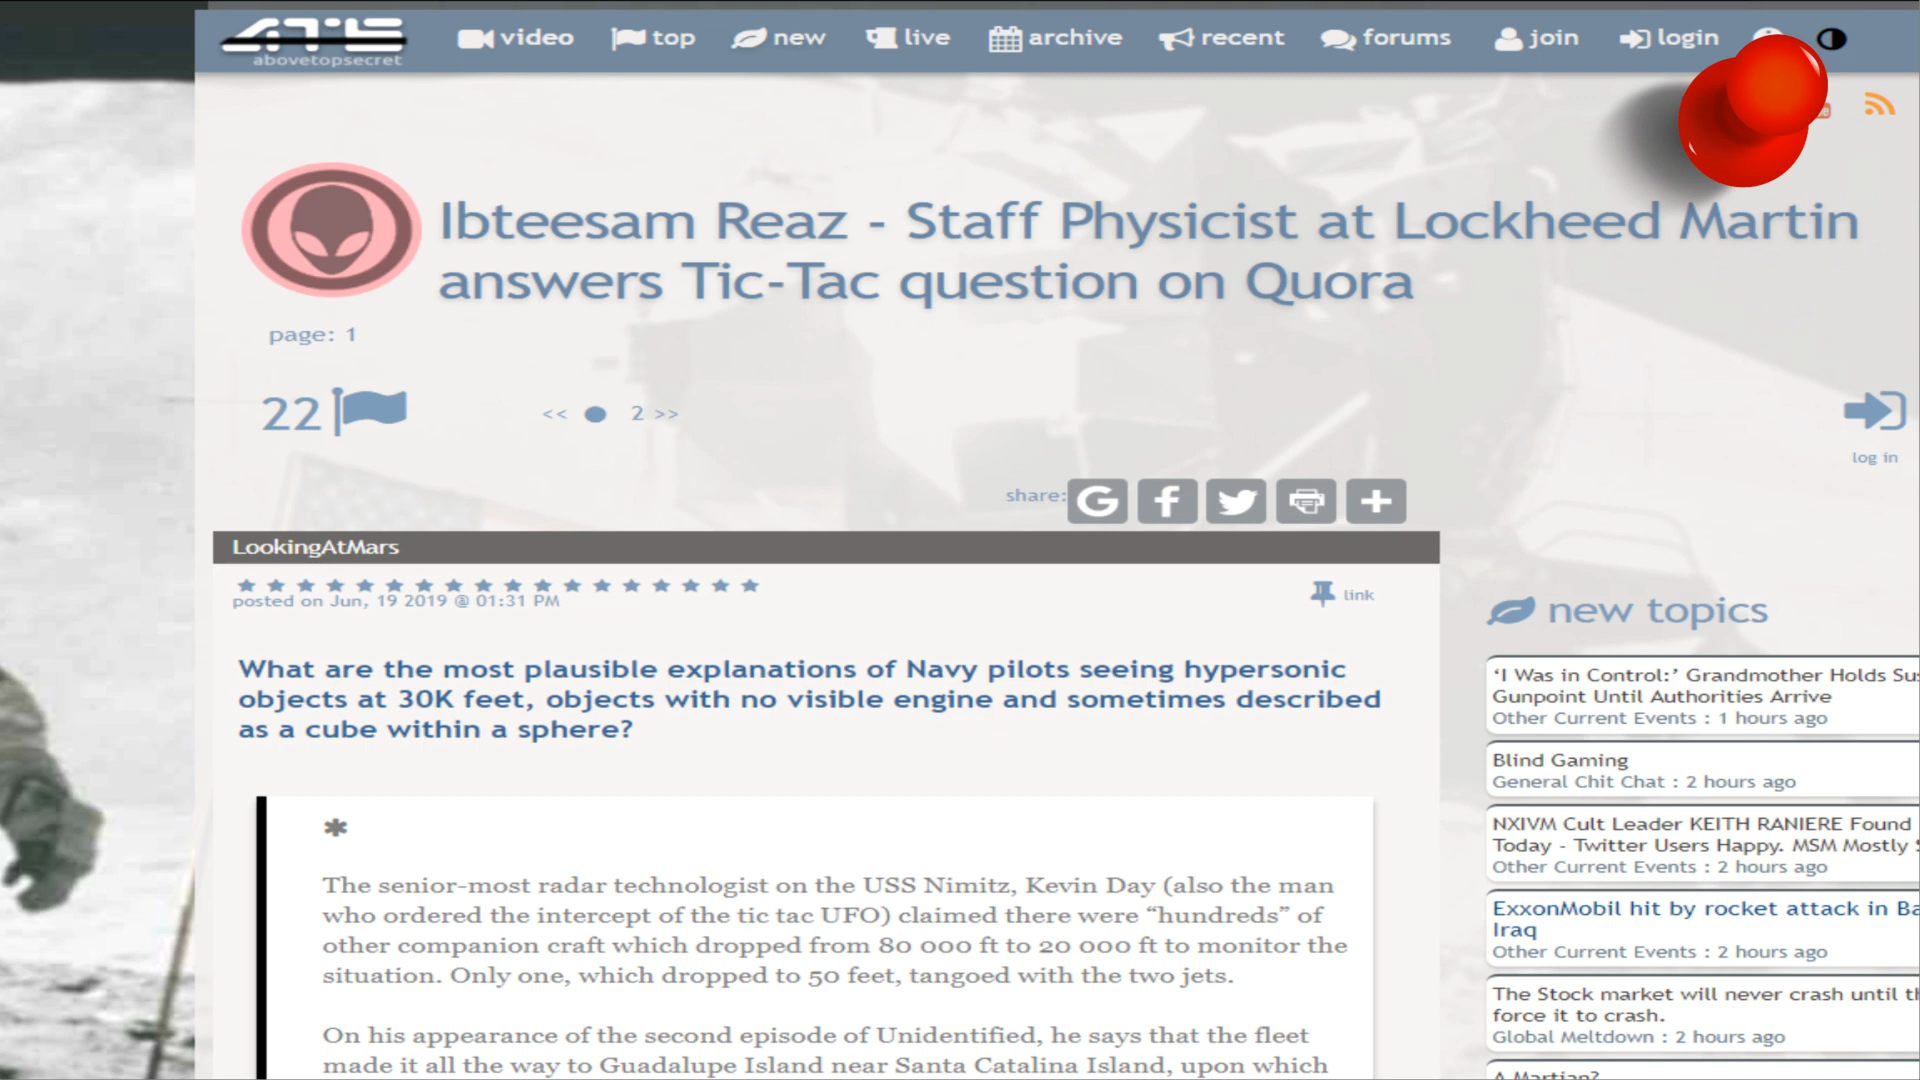 ATS
abovetopsecret
video top new live archive recent forums join login
Ibteesam Reaz - Staff Physicist at Lockheed Martin
answers Tic-Tac question on Quora
page: 1
22
<< 2 >>
log in
share: G f +
LookingAtMars
posted on Jun, 19 2019 @ 01:31 PM
link
What are the most plausible explanations of Navy pilots seeing hypersonic
objects at 30K feet, objects with no visible engine and sometimes described
as a cube within a sphere?
*
The senior-most radar technologist on the USS Nimitz, Kevin Day (also the man
who ordered the intercept of the tic tac UFO) claimed there were “hundreds” of
other companion craft which dropped from 80 000 ft to 20 000 ft to monitor the
situation. Only one, which dropped to 50 feet, tangoed with the two jets.
On his appearance of the second episode of Unidentified, he says that the fleet
made it all the way to Guadalupe Island near Santa Catalina Island, upon which
new topics
‘I Was in Control:’ Grandmother Holds Sus
Gunpoint Until Authorities Arrive
Other Current Events : 1 hours ago
Blind Gaming
General Chit Chat : 2 hours ago
NXIVM Cult Leader KEITH RANIERE Found
Today - Twitter Users Happy. MSM Mostly
Other Current Events : 2 hours ago
ExxonMobil hit by rocket attack in Ba
Iraq
Other Current Events : 2 hours ago
The Stock market will never crash until th
force it to crash.
Global Meltdown : 2 hours ago
A Martian?